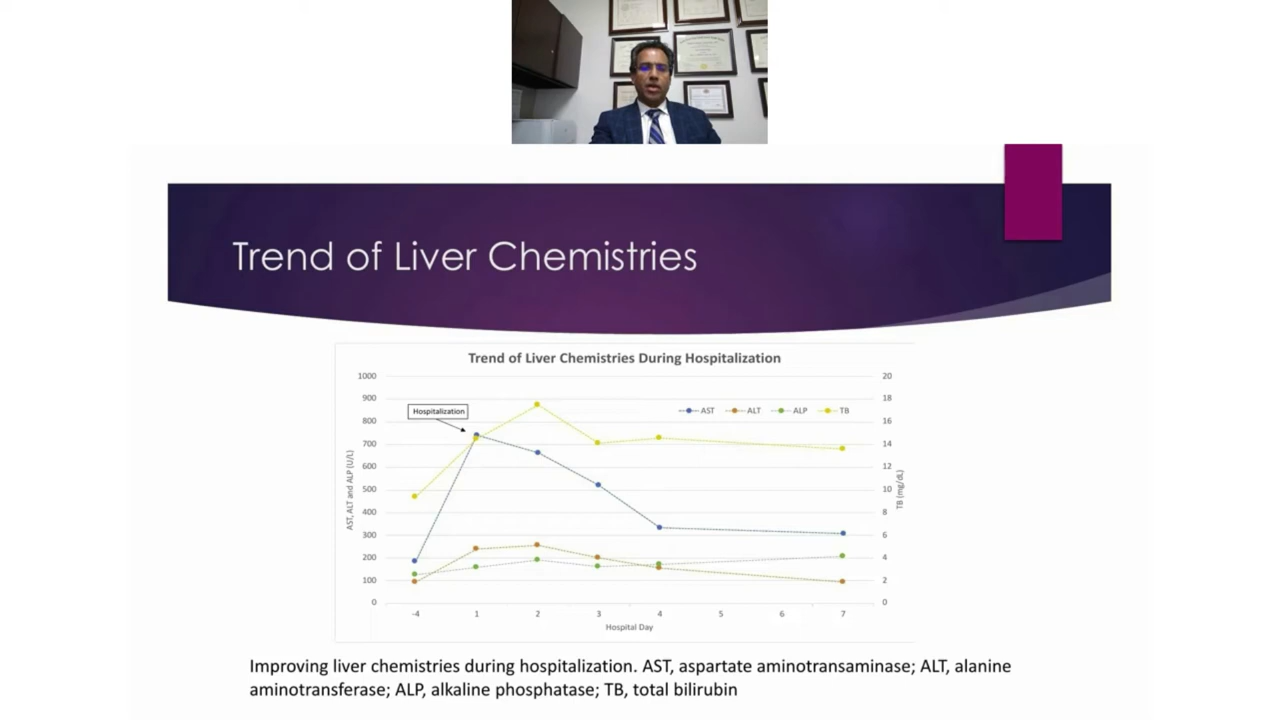 Trend of Liver Chemistries
Trend of Liver Chemistries During Hospitalization
1000
900
800
700
600
500
400
300
200
100
0
AST, ALT and ALP (U/L)
Hospitalization
AST
ALT
ALP
TB
20
18
16
14
12
10
8
6
4
2
0
TB (mg/dL)
-4
1
2
3
4
5
6
7
Hospital Day
Improving liver chemistries during hospitalization. AST, aspartate aminotransaminase; ALT, alanine
aminotransferase; ALP, alkaline phosphatase; TB, total bilirubin